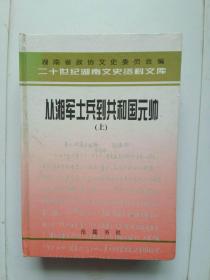 湖南省政协文史委员会编
二十世纪湖南文史资料文库
从湘军士兵到共和国元帅
（上）
岳麓书社